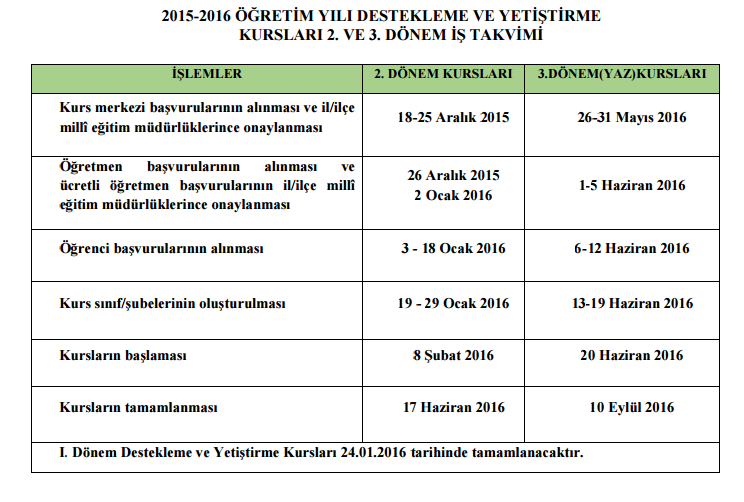 2015-2016 ÖĞRETİM YILI DESTEKLEME VE YETİŞTİRME
KURSLARI 2. VE 3. DÖNEM İŞ TAKVİMİ
İŞLEMLER 2. DÖNEM KURSLARI 3.DÖNEM(YAZ)KURSLARI
Kurs merkezi başvurularının alınması ve il/ilçe
millî eğitim müdürlüklerince onaylanması
18-25 Aralık 2015 26-31 Mayıs 2016
Öğretmen başvurularının alınması ve
ücretli öğretmen başvurularının il/ilçe millî
eğitim müdürlüklerince onaylanması
26 Aralık 2015
2 Ocak 2016
1-5 Haziran 2016
Öğrenci başvurularının alınması 3 - 18 Ocak 2016 6-12 Haziran 2016
Kurs sınıf/şubelerinin oluşturulması 19 - 29 Ocak 2016 13-19 Haziran 2016
Kursların başlaması 8 Şubat 2016 20 Haziran 2016
Kursların tamamlanması 17 Haziran 2016 10 Eylül 2016
I. Dönem Destekleme ve Yetiştirme Kursları 24.01.2016 tarihinde tamamlanacaktır.